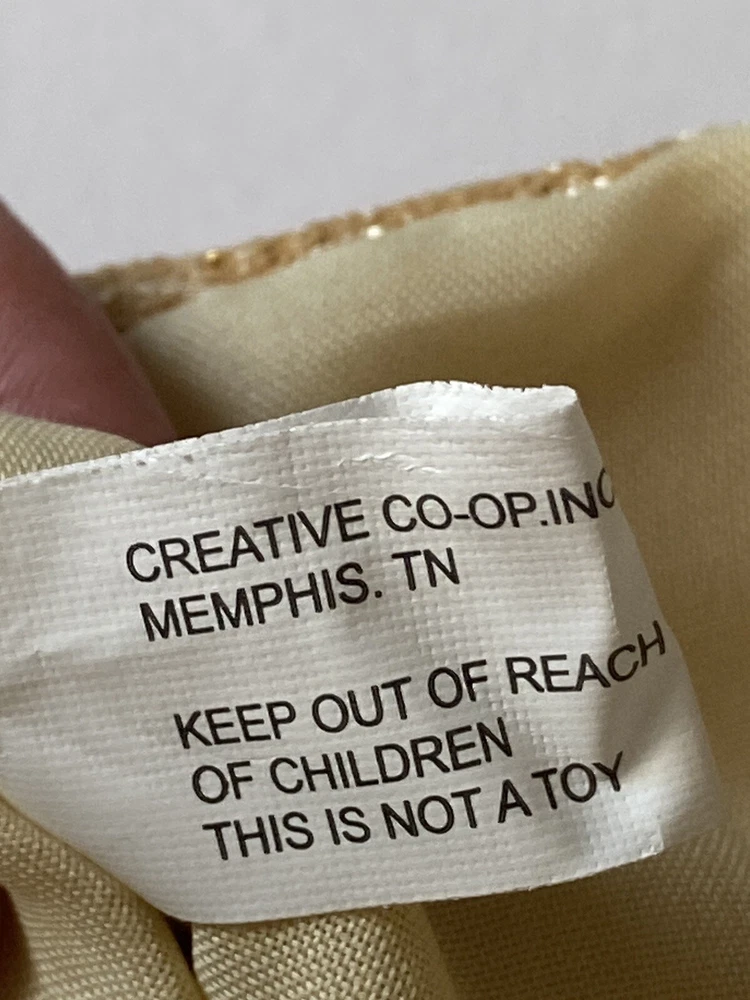 CREATIVE CO-OP.INC
MEMPHIS. TN
KEEP OUT OF REACH
OF CHILDREN
THIS IS NOT A TOY